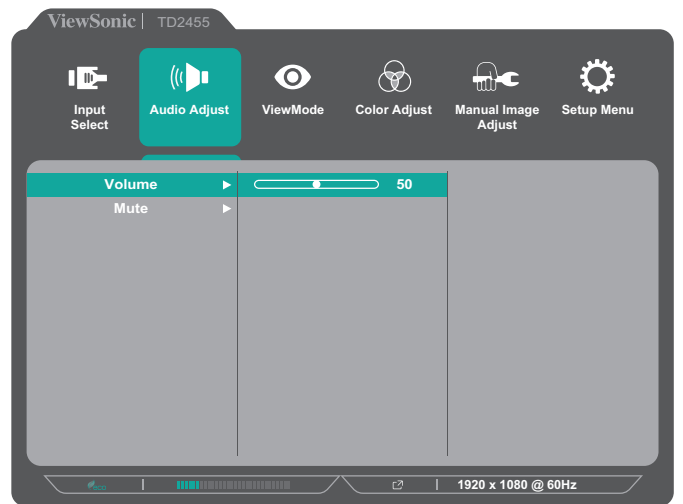 ViewSonic | TD2455
Input Select
Audio Adjust
ViewMode
Color Adjust
Manual Image Adjust
Setup Menu
Volume 50
Mute
1920 x 1080 @ 60Hz